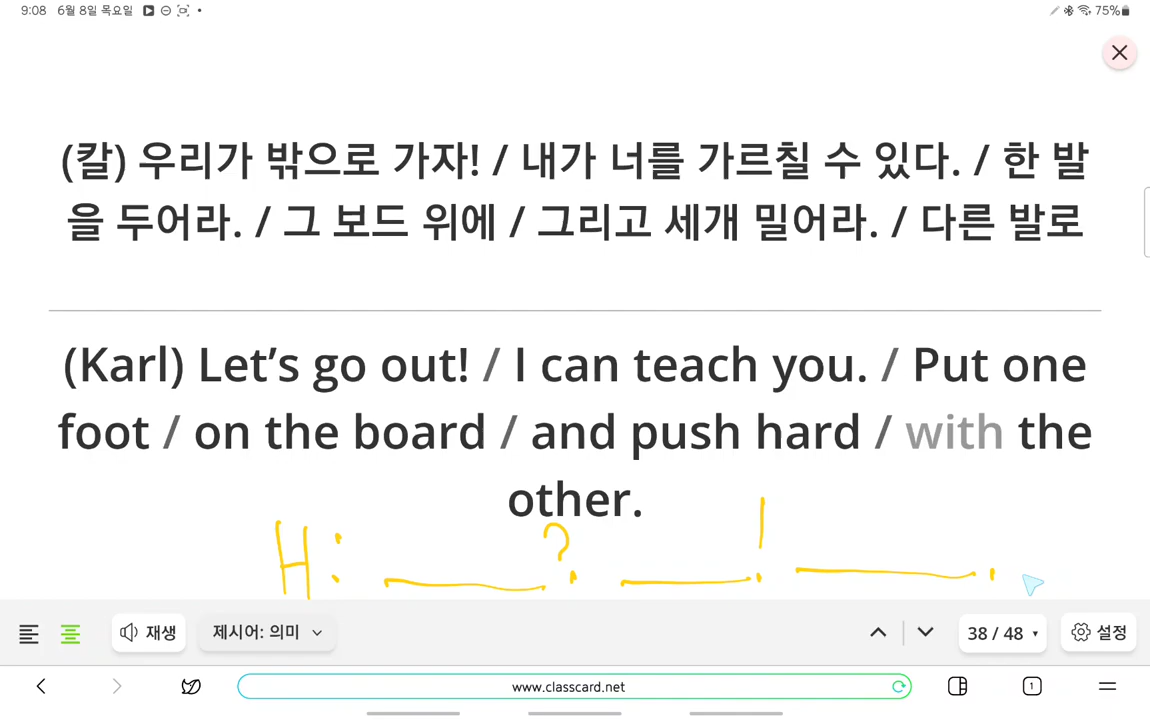 9:08 6월 8일 목요일 75%
(칼) 우리가 밖으로 가자! / 내가 너를 가르칠 수 있다. / 한 발
을 두어라. / 그 보드 위에 / 그리고 세개 밀어라. / 다른 발로
(Karl) Let’s go out! / I can teach you. / Put one
foot / on the board / and push hard / with the
other.
H: ? ! .
재생 제시어: 의미 38 / 48 설정
www.classcard.net 1